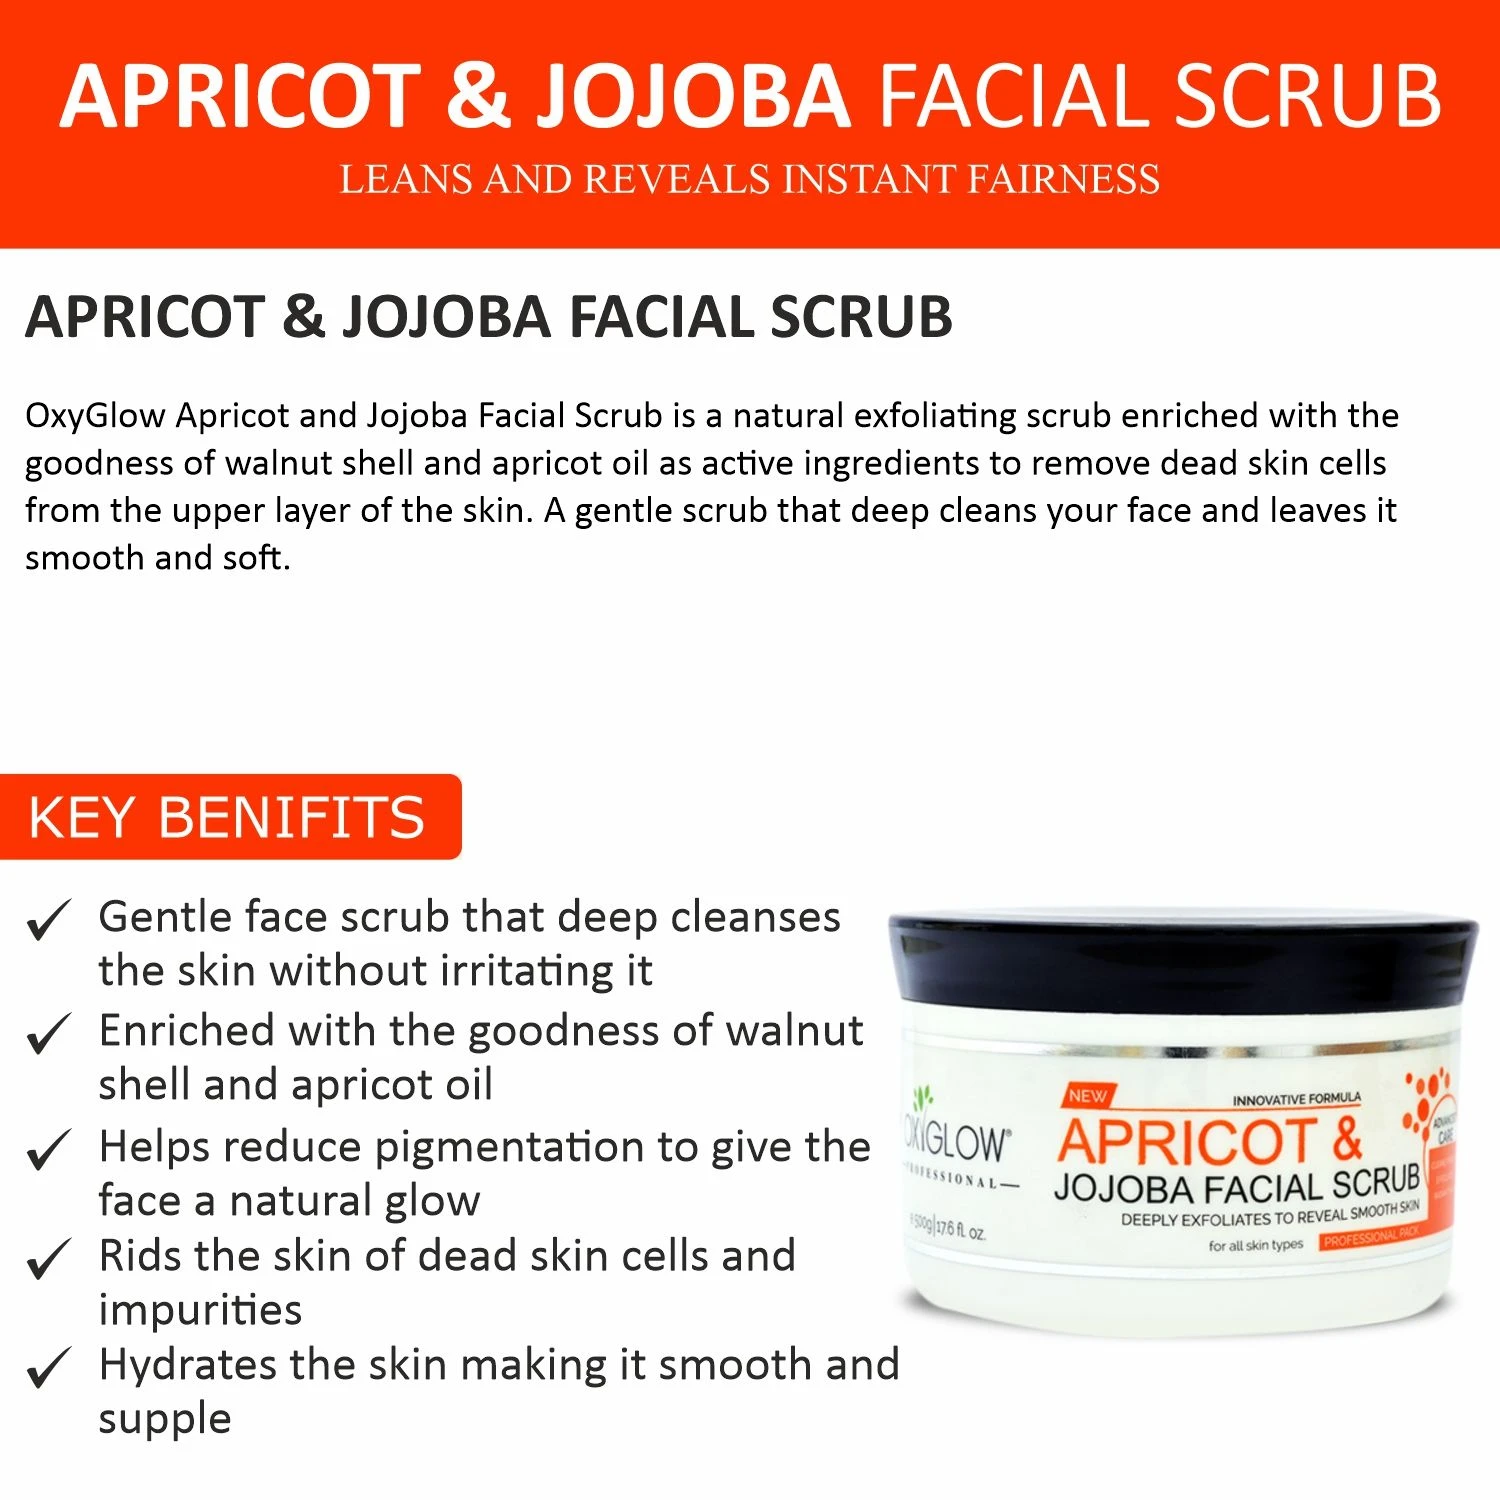 APRICOT & JOJOBA FACIAL SCRUB
LEANS AND REVEALS INSTANT FAIRNESS
APRICOT & JOJOBA FACIAL SCRUB
OxyGlow Apricot and Jojoba Facial Scrub is a natural exfoliating scrub enriched with the
goodness of walnut shell and apricot oil as active ingredients to remove dead skin cells
from the upper layer of the skin. A gentle scrub that deep cleans your face and leaves it
smooth and soft.
KEY BENIFITS
✓ Gentle face scrub that deep cleanses
the skin without irritating it
✓ Enriched with the goodness of walnut
shell and apricot oil
✓ Helps reduce pigmentation to give the
face a natural glow
✓ Rids the skin of dead skin cells and
impurities
✓ Hydrates the skin making it smooth and
supple
OXYGLOW®
PROFESSIONAL
500g|17.6 fl. oz.
NEW
INNOVATIVE FORMULA
APRICOT &
JOJOBA FACIAL SCRUB
DEEPLY EXFOLIATES TO REVEAL SMOOTH SKIN
for all skin types
PROFESSIONAL PACK
ADVANCE
CARE